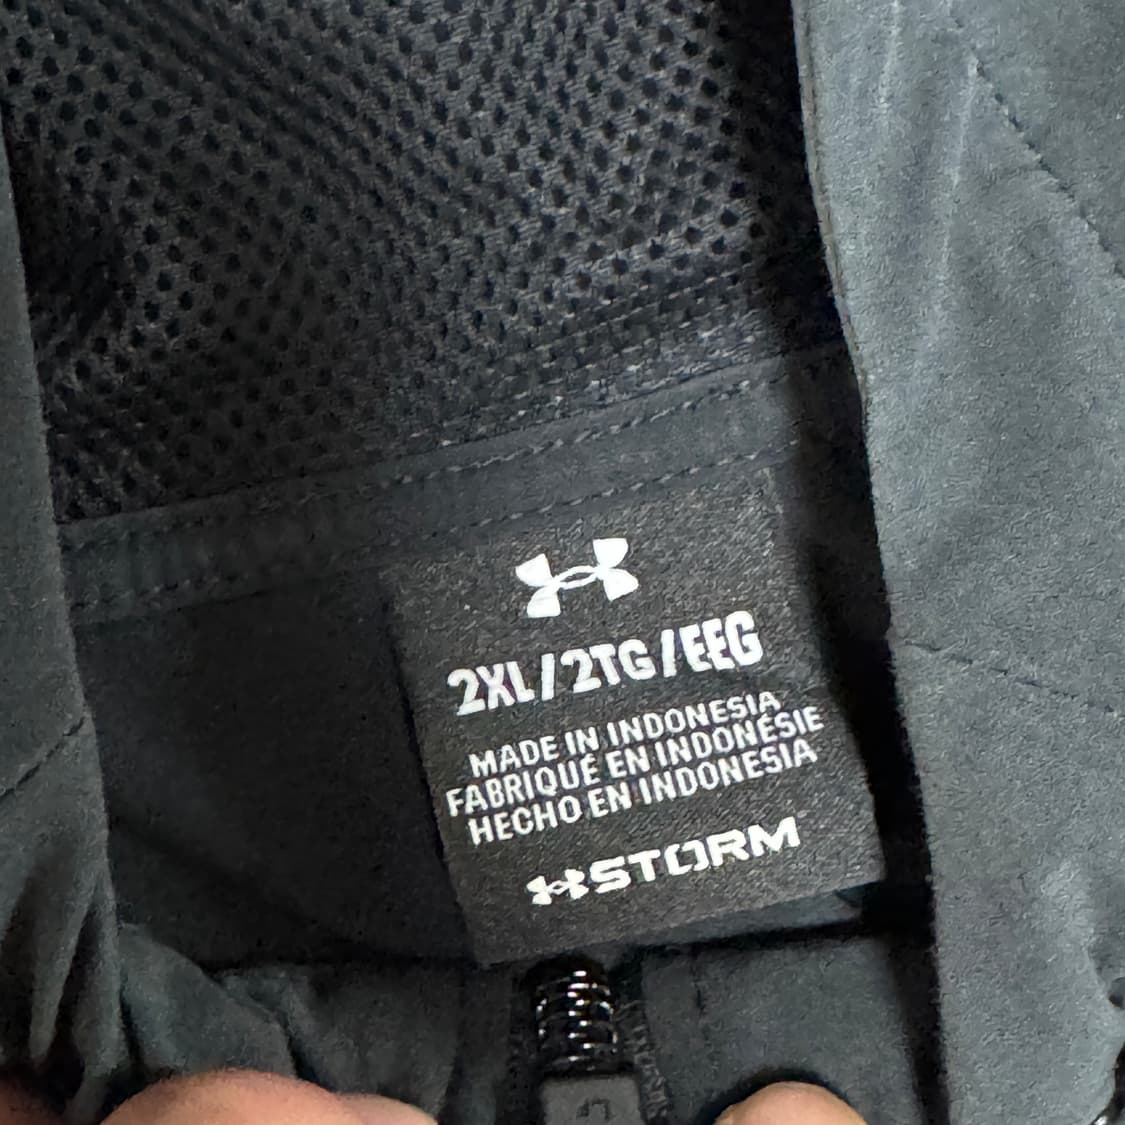 2XL/2TG/EEG
MADE IN INDONESIA
FABRIQUÉ EN INDONÉSIE
HECHO EN INDONESIA
STORM